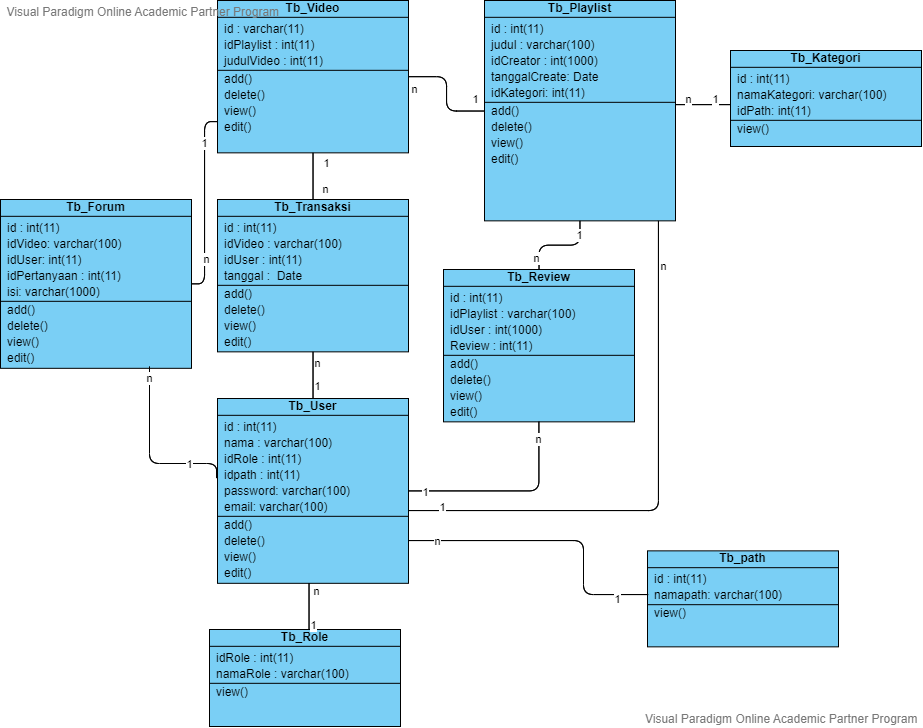 Visual Paradigm Online Academic Partner Program
Tb_Video
id : varchar(11)
idPlaylist : int(11)
judulVideo : int(11)
add()
delete()
view()
edit()
Tb_Playlist
id : int(11)
judul : varchar(100)
idCreator : int(1000)
tanggalCreate: Date
idKategori: int(11)
add()
delete()
view()
edit()
Tb_Kategori
id : int(11)
namaKategori: varchar(100)
idPath: int(11)
view()
n
1
n
1
1
n
1
n
Tb_Forum
id : int(11)
idVideo: varchar(100)
idUser: int(11)
idPertanyaan : int(11)
isi: varchar(1000)
add()
delete()
view()
edit()
Tb_Transaksi
id : int(11)
idVideo : varchar(100)
idUser : int(11)
tanggal : Date
add()
delete()
view()
edit()
1
n
n
Tb_Review
id : int(11)
idPlaylist : varchar(100)
idUser : int(1000)
Review : int(11)
add()
delete()
view()
edit()
n
1
n
1
Tb_User
id : int(11)
nama : varchar(100)
idRole : int(11)
idpath : int(11)
password: varchar(100)
email: varchar(100)
add()
delete()
view()
edit()
n
1
1
n
1
Tb_path
id : int(11)
namapath: varchar(100)
view()
n
1
Tb_Role
idRole : int(11)
namaRole : varchar(100)
view()
Visual Paradigm Online Academic Partner Program